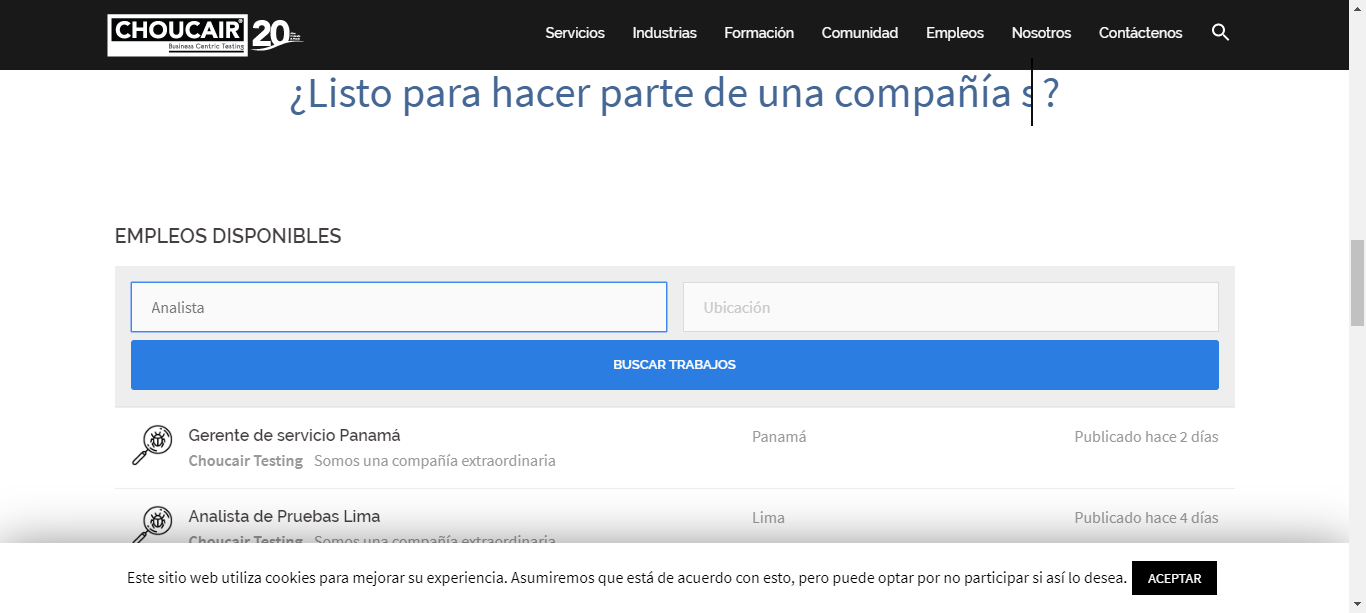 CHOUCAIR®
Business Centric Testing
20
Servicios Industrias Formación Comunidad Empleos Nosotros Contáctenos
¿Listo para hacer parte de una compañía s ?
EMPLEOS DISPONIBLES
Analista Ubicación
BUSCAR TRABAJOS
Gerente de servicio Panamá Panamá Publicado hace 2 días
Choucair Testing Somos una compañía extraordinaria
Analista de Pruebas Lima Lima Publicado hace 4 días
Choucair Testing Somos una compañía extraordinaria
Este sitio web utiliza cookies para mejorar su experiencia. Asumiremos que está de acuerdo con esto, pero puede optar por no participar si así lo desea. ACEPTAR